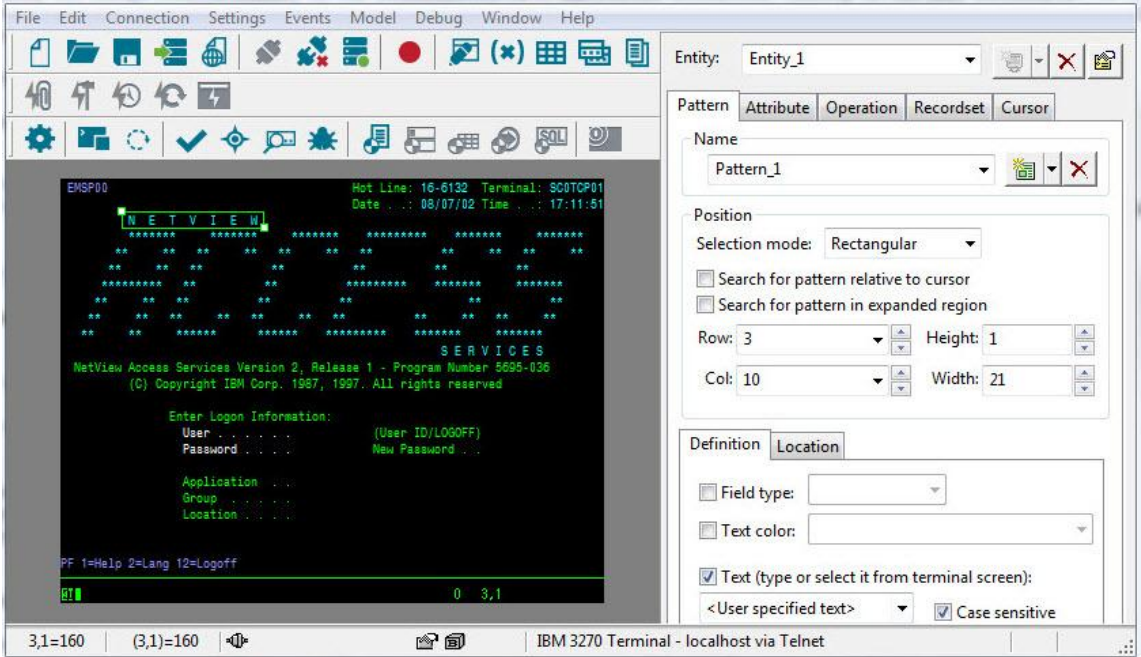 File Edit Connection Settings Events Model Debug Window Help
SQL
Entity: Entity_1
Pattern Attribute Operation Recordset Cursor
Name
Pattern_1
Position
Selection mode: Rectangular
Search for pattern relative to cursor
Search for pattern in expanded region
Row: 3 Height: 1
Col: 10 Width: 21
Definition Location
Field type:
Text color:
Text (type or select it from terminal screen):
<User specified text> Case sensitive
EMSP00 Hot Line: 16-6132 Terminal: SC0TCP01
Date . .: 08/07/02 Time . .: 17:11:51
N E T V I E W
ACCESS
S E R V I C E S
NetView Access Services Version 2, Release 1 - Program Number 5695-036
(C) Copyright IBM Corp. 1987, 1997. All rights reserved
Enter Logon Information:
User . . . . . . (User ID/LOGOFF)
Password . . . . New Password . .
Application . .
Group . . . . .
Location . . . .
PF 1=Help 2=Lang 12=Logoff
0 3,1
3,1=160 (3,1)=160 IBM 3270 Terminal - localhost via Telnet